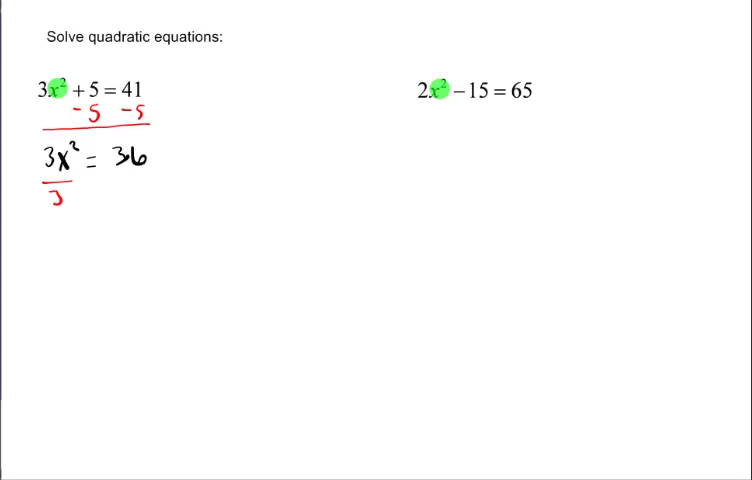 Solve quadratic equations:
3x² + 5 = 41
-5 -5
3x² = 36
3
2x² − 15 = 65